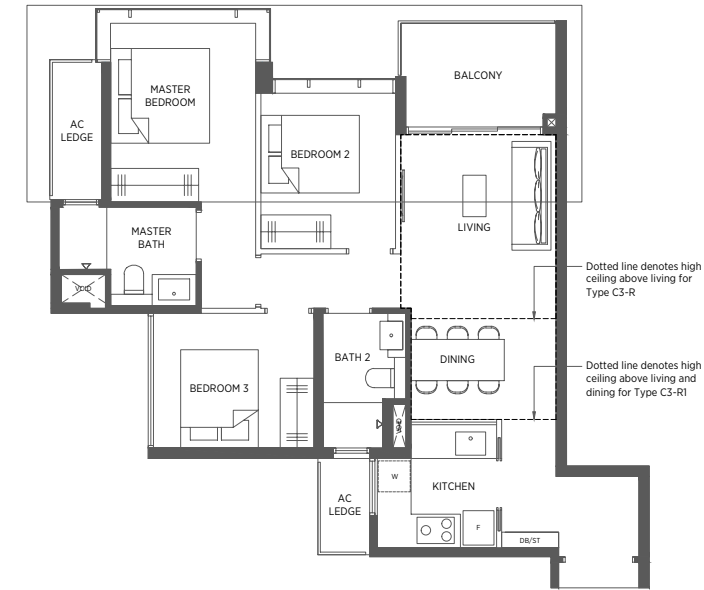 BALCONY
MASTER
BEDROOM
AC
LEDGE
BEDROOM 2
MASTER
BATH
LIVING
Dotted line denotes high
ceiling above living for
Type C3-R
VOID
BATH 2
DINING
BEDROOM 3
Dotted line denotes high
ceiling above living and
dining for Type C3-R1
VOID
W
KITCHEN
AC
LEDGE
F
DB/ST